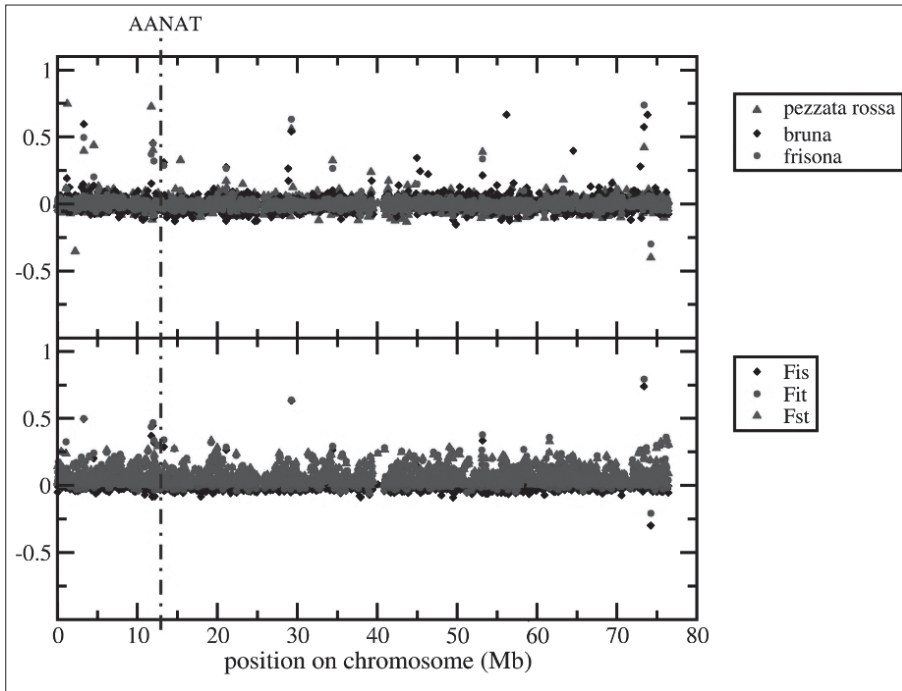 AANAT
1
0.5
0
-0.5
pezzata rossa
bruna
frisona
1
0.5
0
-0.5
Fis
Fit
Fst
0 10 20 30 40 50 60 70 80
position on chromosome (Mb)